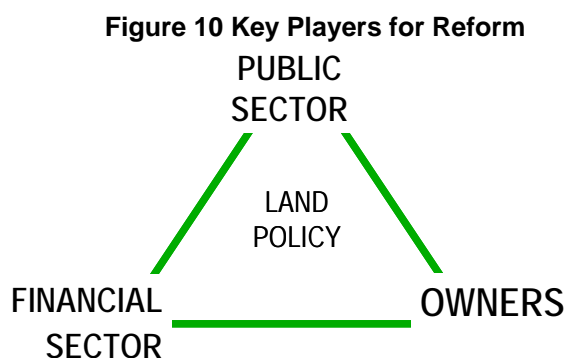 Figure 10 Key Players for Reform
PUBLIC
SECTOR
LAND
POLICY
FINANCIAL
SECTOR
OWNERS